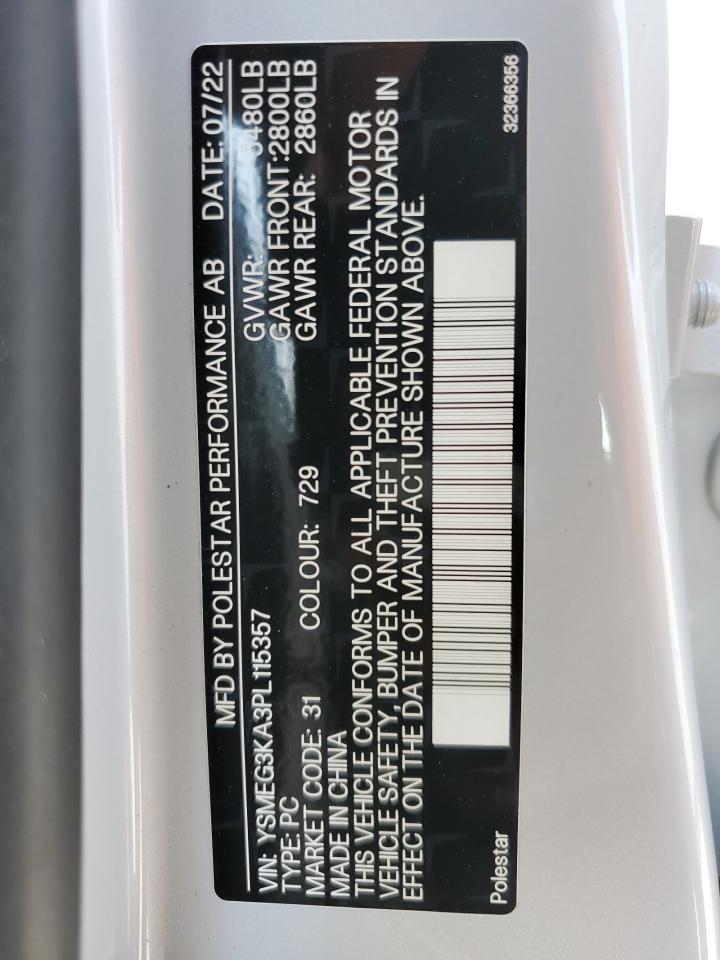 MFD BY POLESTAR PERFORMANCE AB DATE: 07/22
VIN: YSMEG3KA3PL115357 GVWR: 5480LB
TYPE: PC GAWR FRONT:2800LB
MARKET CODE: 31 COLOUR: 729 GAWR REAR: 2860LB
MADE IN CHINA
THIS VEHICLE CONFORMS TO ALL APPLICABLE FEDERAL MOTOR
VEHICLE SAFETY, BUMPER AND THEFT PREVENTION STANDARDS IN
EFFECT ON THE DATE OF MANUFACTURE SHOWN ABOVE.
Polestar 32366356